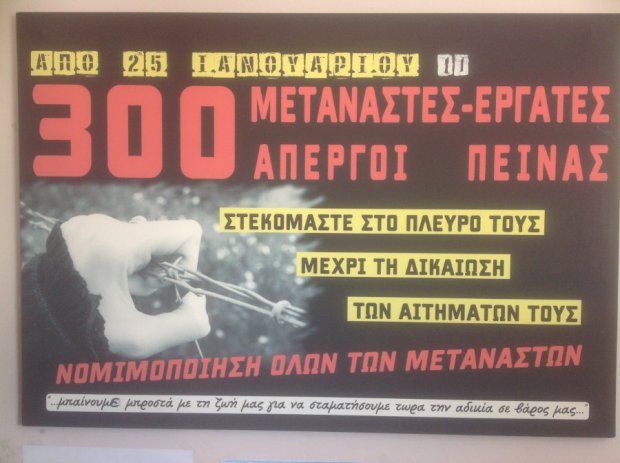 ΑΠΟ 25 ΙΑΝΟΥΑΡΙΟΥ 11
300 ΜΕΤΑΝΑΣΤΕΣ-ΕΡΓΑΤΕΣ
ΑΠΕΡΓΟΙ ΠΕΙΝΑΣ
ΣΤΕΚΟΜΑΣΤΕ ΣΤΟ ΠΛΕΥΡΟ ΤΟΥΣ
ΜΕΧΡΙ ΤΗ ΔΙΚΑΙΩΣΗ
ΤΩΝ ΑΙΤΗΜΑΤΩΝ ΤΟΥΣ
ΝΟΜΙΜΟΠΟΙΗΣΗ ΟΛΩΝ ΤΩΝ ΜΕΤΑΝΑΣΤΩΝ
"...μπαίνουμε μπροστά με τη ζωή μας για να σταματήσουμε τωρα την αδικία σε βάρος μας..."